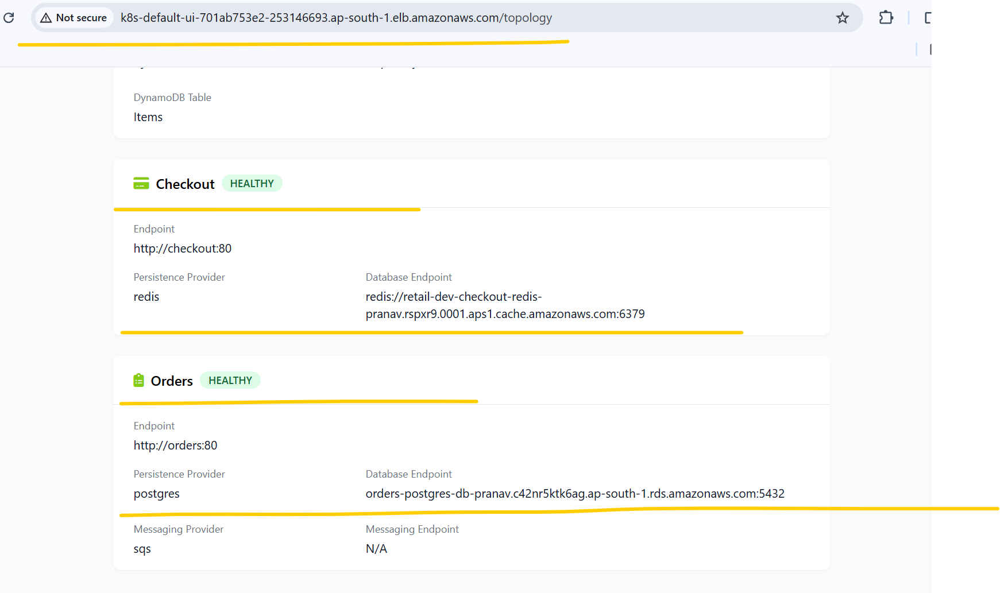 Not secure k8s-default-ui-701ab753e2-253146693.ap-south-1.elb.amazonaws.com/topology
DynamoDB Table
Items
Checkout HEALTHY
Endpoint
http://checkout:80
Persistence Provider Database Endpoint
redis redis://retail-dev-checkout-redis-
pranav.rspxr9.0001.aps1.cache.amazonaws.com:6379
Orders HEALTHY
Endpoint
http://orders:80
Persistence Provider Database Endpoint
postgres orders-postgres-db-pranav.c42nr5ktk6ag.ap-south-1.rds.amazonaws.com:5432
Messaging Provider Messaging Endpoint
sqs N/A